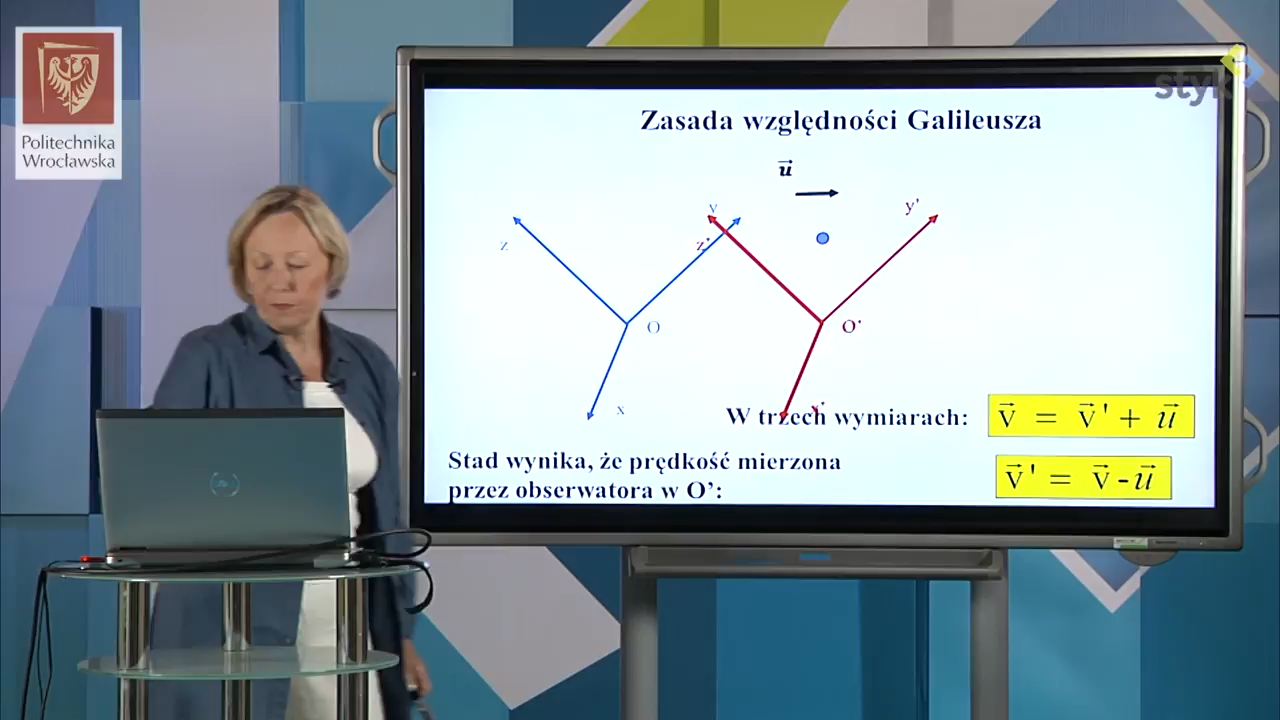 Politechnika
Wrocławska
styk
Zasada względności Galileusza
u
y
y'
z
z'
O
O'
x
x'
W trzech wymiarach: v = v' + u
Stad wynika, że prędkość mierzona
przez obserwatora w O’: v' = v - u